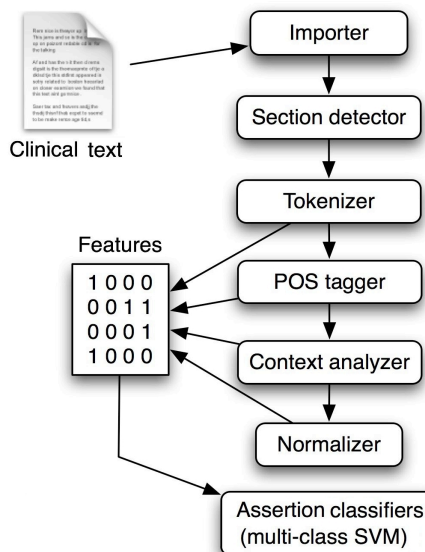 Importer
Clinical text
Section detector
Tokenizer
Features
1 0 0 0
0 0 1 1
0 0 0 1
1 0 0 0
POS tagger
Context analyzer
Normalizer
Assertion classifiers
(multi-class SVM)